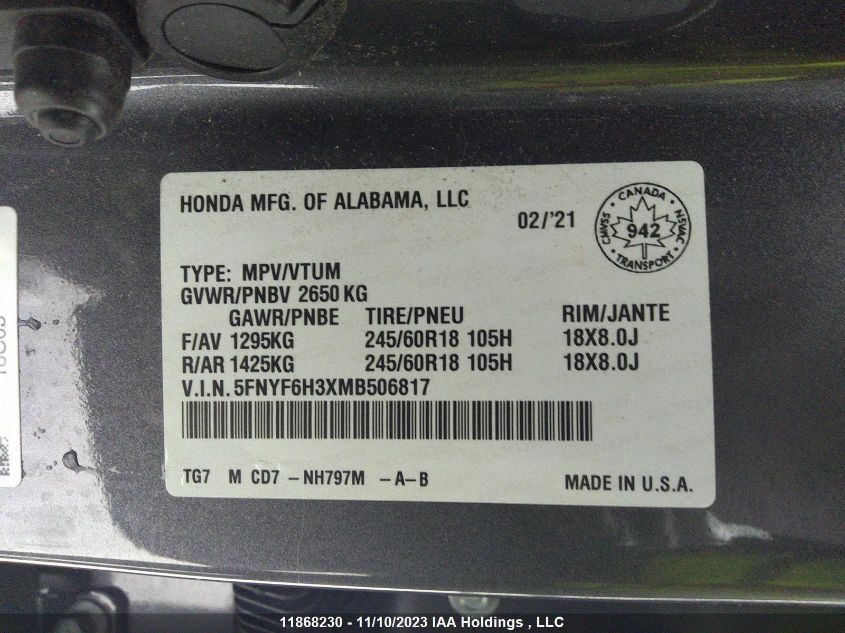 HONDA MFG. OF ALABAMA, LLC
02/'21
CANADA
CMVSS
942
NSVAC
TRANSPORT
TYPE: MPV/VTUM
GVWR/PNBV 2650 KG
GAWR/PNBE TIRE/PNEU RIM/JANTE
F/AV 1295KG 245/60R18 105H 18X8.0J
R/AR 1425KG 245/60R18 105H 18X8.0J
V.I.N. 5FNYF6H3XMB506817
TG7 M CD7 – NH797M – A – B MADE IN U.S.A.
11868230 - 11/10/2023 IAA Holdings , LLC